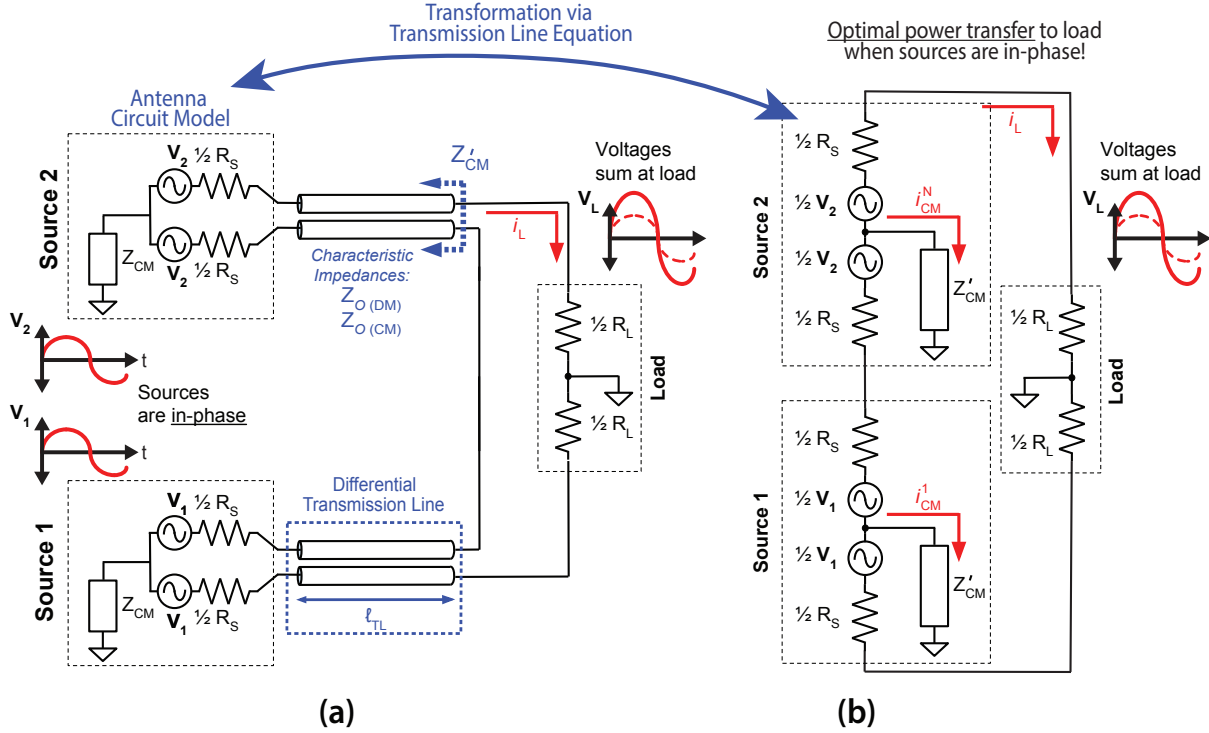 Transformation via
Transmission Line Equation
Optimal power transfer to load
when sources are in-phase!
Antenna
Circuit Model
Source 2
V2
½ RS
ZCM
V2
½ RS
Z′CM
Characteristic
Impedances:
ZO (DM)
ZO (CM)
iL
Voltages
sum at load
VL
½ RL
½ RL
Load
V2
t
Sources
are in-phase
V1
t
Source 1
V1
½ RS
ZCM
V1
½ RS
Differential
Transmission Line
ℓTL
(a)
Source 2
½ RS
½ V2
½ V2
½ RS
iNCM
Z′CM
iL
Voltages
sum at load
VL
½ RL
½ RL
Load
Source 1
½ RS
½ V1
½ V1
½ RS
i1CM
Z′CM
(b)